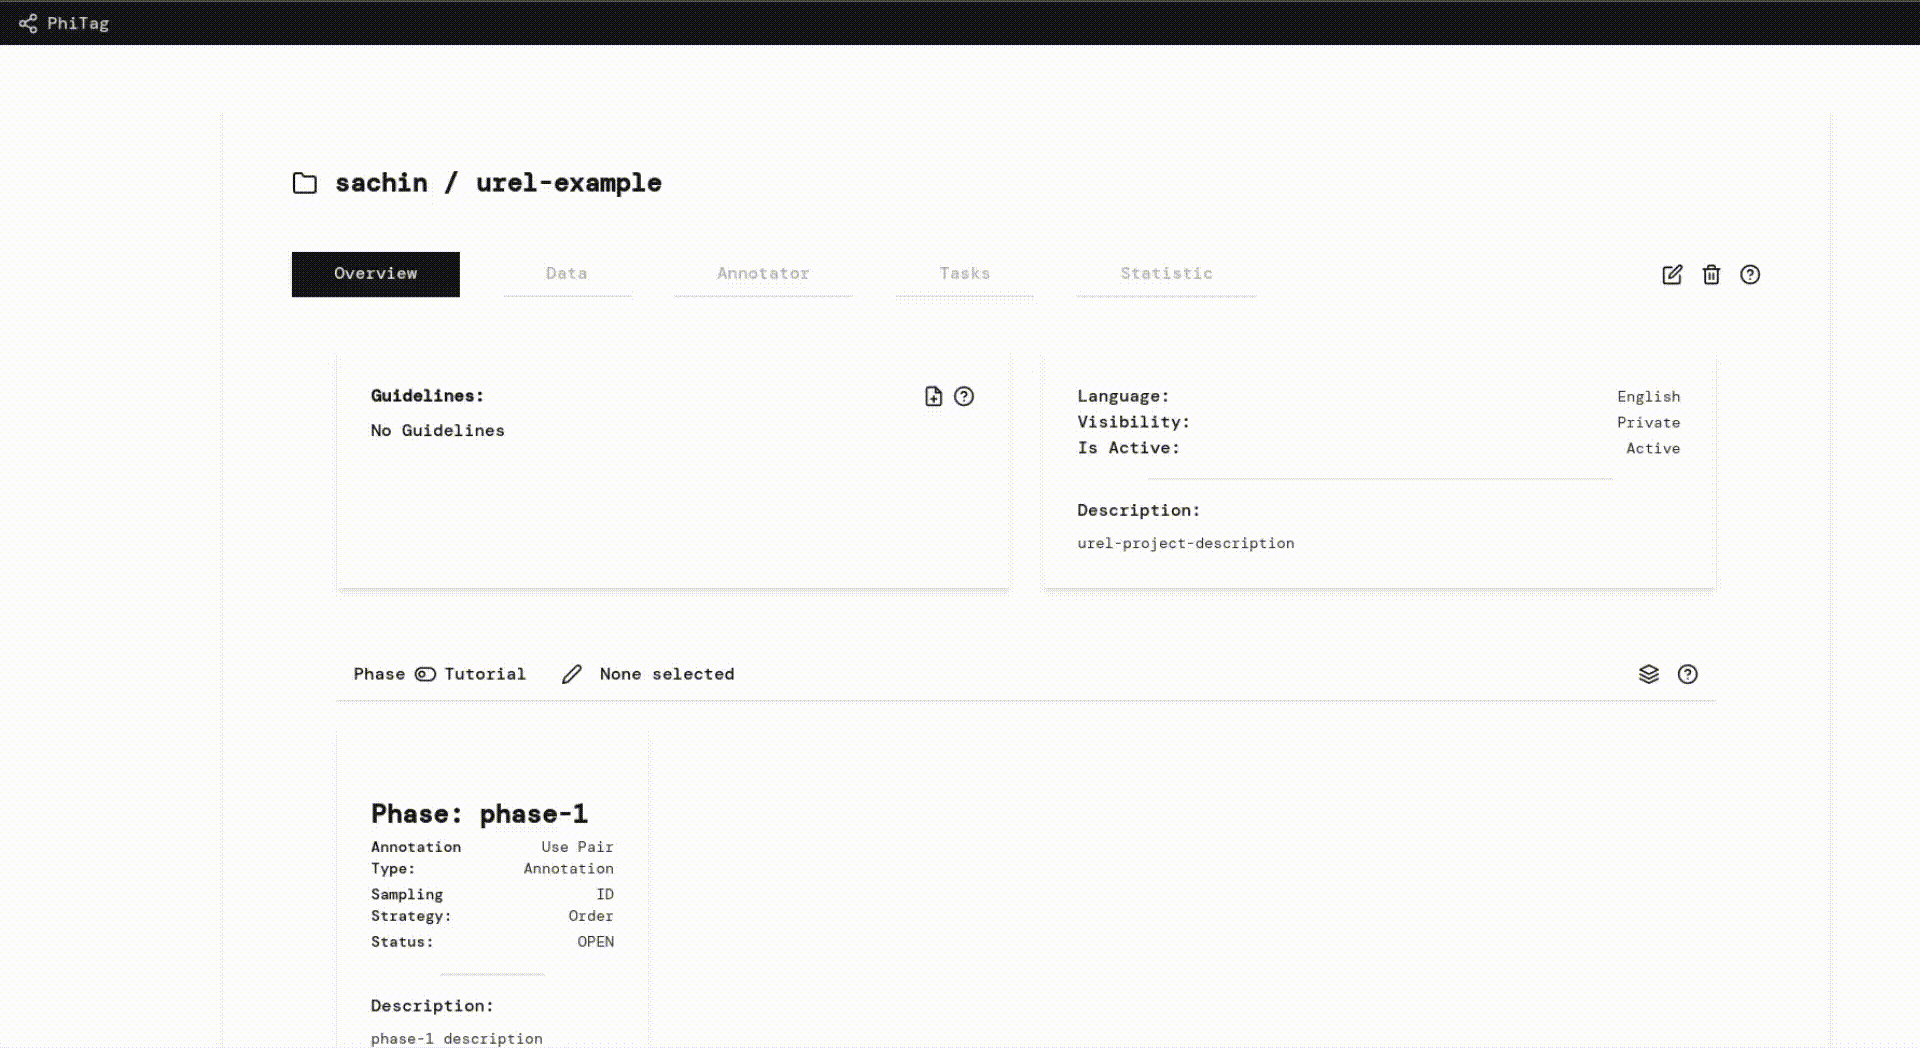 PhiTag
sachin / urel-example
Overview Data Annotator Tasks Statistic
Guidelines:
No Guidelines
Language: English
Visibility: Private
Is Active: Active
Description:
urel-project-description
Phase Tutorial None selected
Phase: phase-1
Annotation Type: Use Pair Annotation
Sampling Strategy: ID Order
Status: OPEN
Description:
phase-1 description